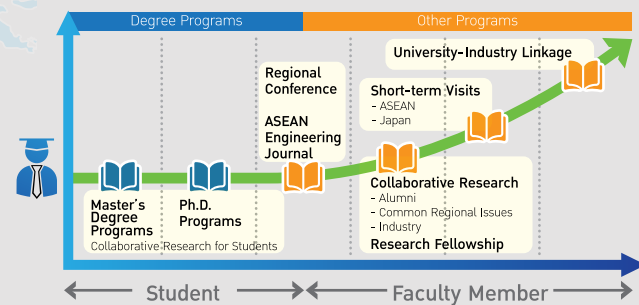 Degree Programs
Other Programs
University-Industry Linkage
Regional
Conference
ASEAN
Engineering
Journal
Short-term Visits
- ASEAN
- Japan
Master's
Degree
Programs
Ph.D.
Programs
Collaborative Research for Students
Collaborative Research
- Alumni
- Common Regional Issues
- Industry
Research Fellowship
Student
Faculty Member